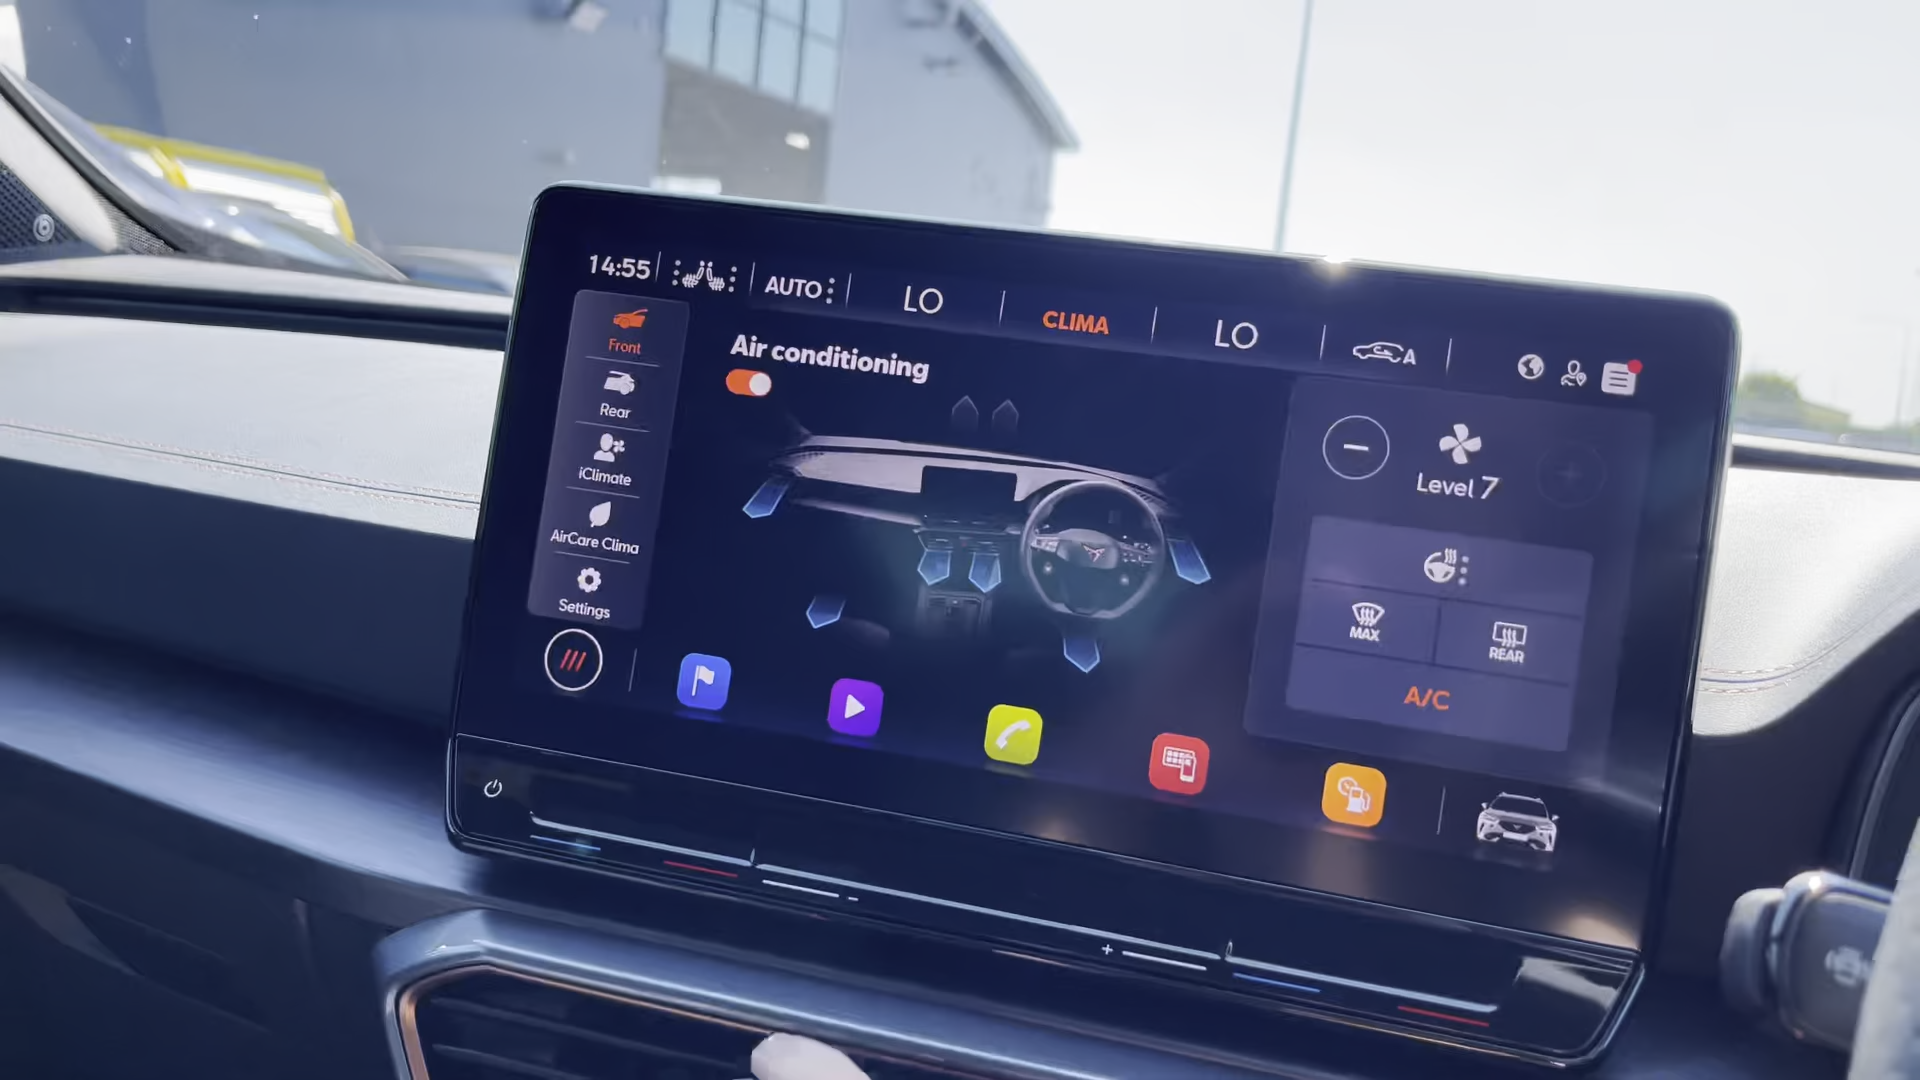 14:55
AUTO
LO
CLIMA
LO
A
Front
Rear
iClimate
AirCare Clima
Settings
Air conditioning
Level 7
MAX
REAR
A/C
-
+